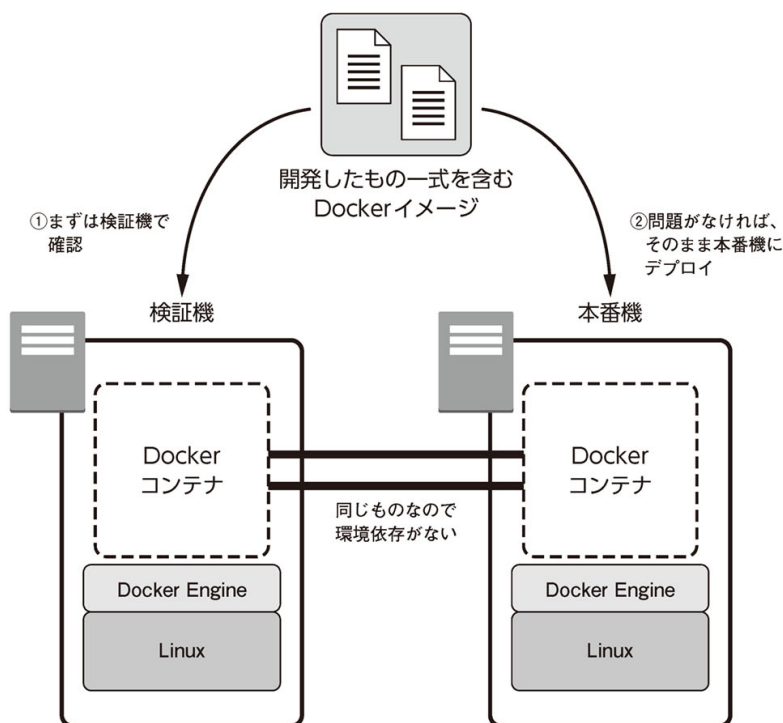 開発したもの一式を含む
Dockerイメージ
①まずは検証機で
確認
②問題がなければ、
そのまま本番機に
デプロイ
検証機
本番機
Docker
コンテナ
Docker
コンテナ
同じものなので
環境依存がない
Docker Engine
Docker Engine
Linux
Linux